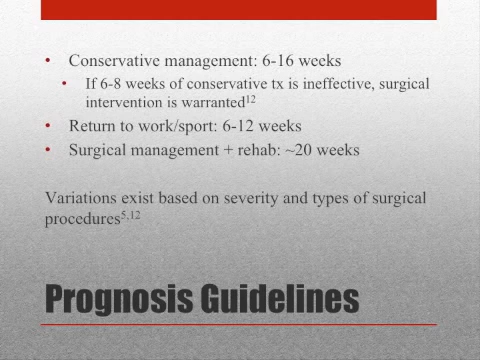 • Conservative management: 6-16 weeks
• If 6-8 weeks of conservative tx is ineffective, surgical
intervention is warranted¹²
• Return to work/sport: 6-12 weeks
• Surgical management + rehab: ~20 weeks
Variations exist based on severity and types of surgical
procedures⁵,¹²
Prognosis Guidelines